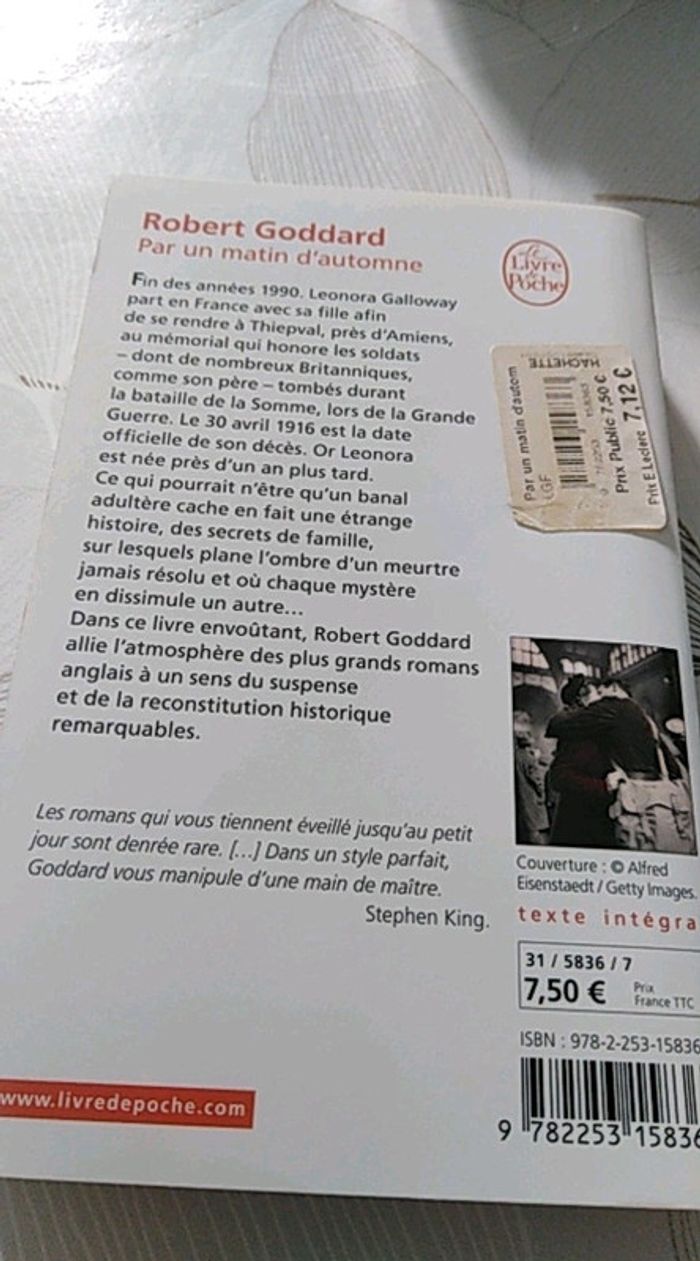 Robert Goddard
Par un matin d'automne
Le
Livre
de
Poche
Fin des années 1990. Leonora Galloway
part en France avec sa fille afin
de se rendre à Thiepval, près d'Amiens,
au mémorial qui honore les soldats
– dont de nombreux Britanniques,
comme son père – tombés durant
la bataille de la Somme, lors de la Grande
Guerre. Le 30 avril 1916 est la date
officielle de son décès. Or Leonora
est née près d'un an plus tard.
Ce qui pourrait n'être qu'un banal
adultère cache en fait une étrange
histoire, des secrets de famille,
sur lesquels plane l'ombre d'un meurtre
jamais résolu et où chaque mystère
en dissimule un autre...
Dans ce livre envoûtant, Robert Goddard
allie l'atmosphère des plus grands romans
anglais à un sens du suspense
et de la reconstitution historique
remarquables.
Les romans qui vous tiennent éveillé jusqu'au petit
jour sont denrée rare. [...] Dans un style parfait,
Goddard vous manipule d'une main de maître.
Stephen King.
www.livredepoche.com
HACHETTE
Par un matin d'autom
LGF
Prix Public 7,50 €
Prix E.Leclerc 7,12 €
Couverture : © Alfred
Eisenstaedt / Getty Images.
texte intégra
31 / 5836 / 7
7,50 €
Prix
France TTC
ISBN : 978-2-253-15836
9 782253 15836